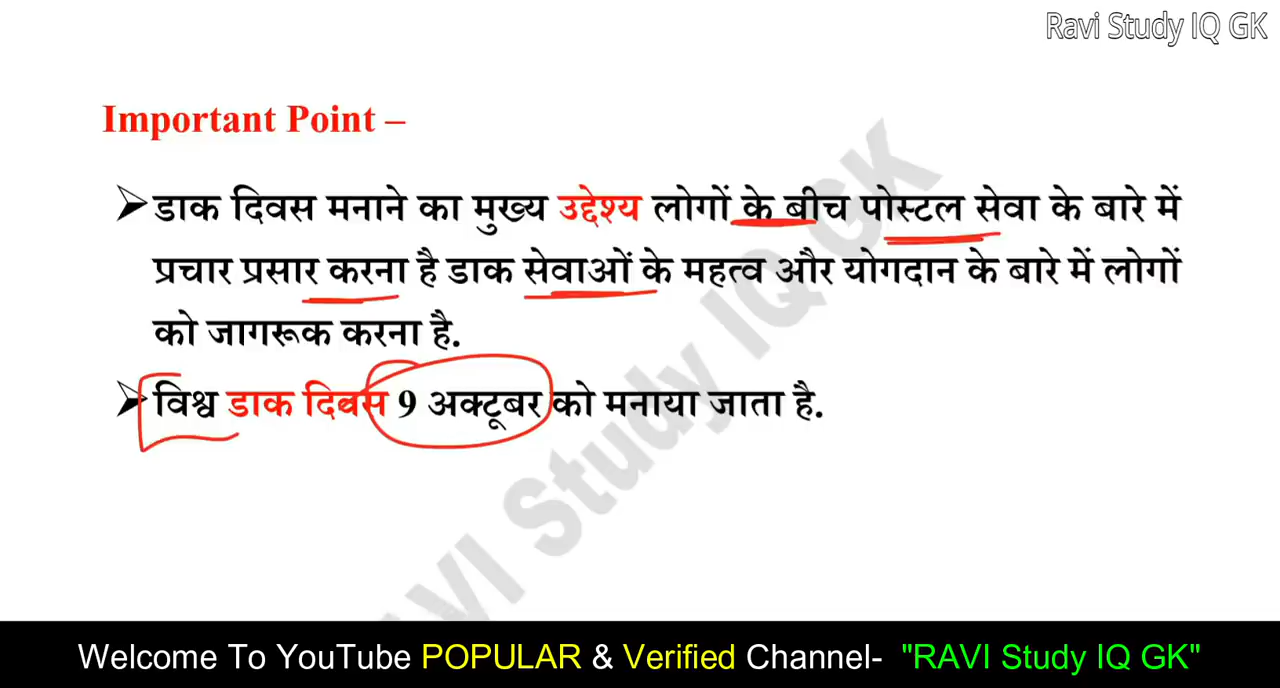 Ravi Study IQ GK
Important Point –
➢ डाक दिवस मनाने का मुख्य उद्देश्य लोगों के बीच पोस्टल सेवा के बारे में
प्रचार प्रसार करना है डाक सेवाओं के महत्व और योगदान के बारे में लोगों
को जागरूक करना है.
➢ विश्व डाक दिवस 9 अक्टूबर को मनाया जाता है.
RAVI Study IQ GK
Welcome To YouTube POPULAR & Verified Channel- "RAVI Study IQ GK"